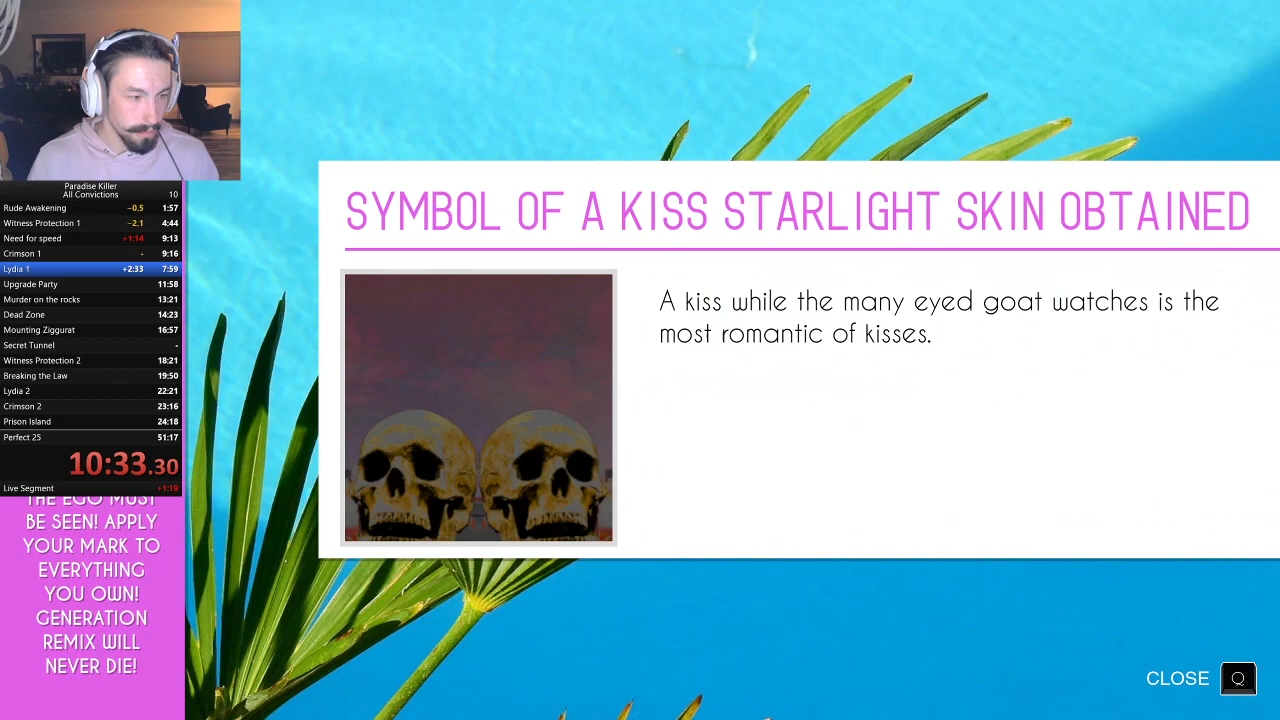 Paradise Killer
All Convictions 10
Rude Awakening −0.5 1:57
Witness Protection 1 −2.1 4:44
Need for speed +1:14 9:13
Crimson 1 - 9:16
Lydia 1 +2:33 7:59
Upgrade Party 11:58
Murder on the rocks 13:21
Dead Zone 14:23
Mounting Ziggurat 16:57
Secret Tunnel -
Witness Protection 2 18:21
Breaking the Law 19:50
Lydia 2 22:21
Crimson 2 23:16
Prison Island 24:18
Perfect 25 51:17
10:33.30
Live Segment +1:19
THE EGO MUST
BE SEEN! APPLY
YOUR MARK TO
EVERYTHING
YOU OWN!
GENERATION
REMIX WILL
NEVER DIE!
SYMBOL OF A KISS STARLIGHT SKIN OBTAINED
A kiss while the many eyed goat watches is the
most romantic of kisses.
CLOSE Q